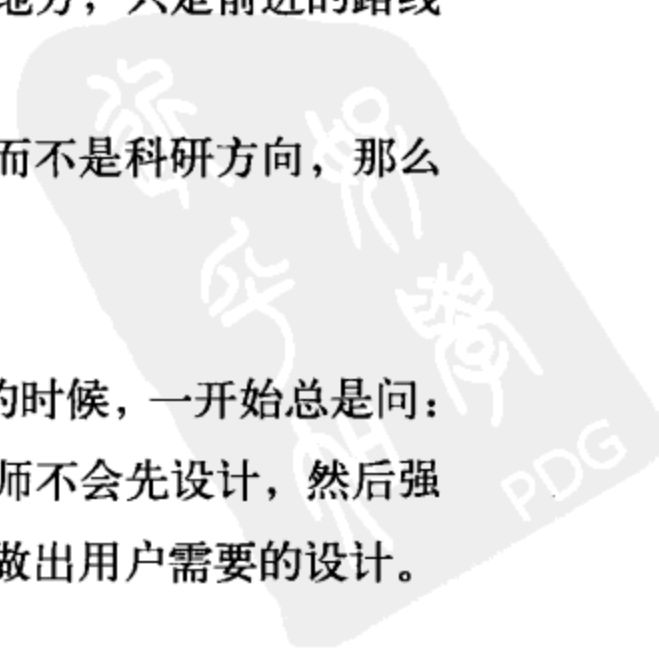 地方，只是前进的路线
而不是科研方向，那么
的时候，一开始总是问：
师不会先设计，然后强
做出用户需要的设计。
PDG